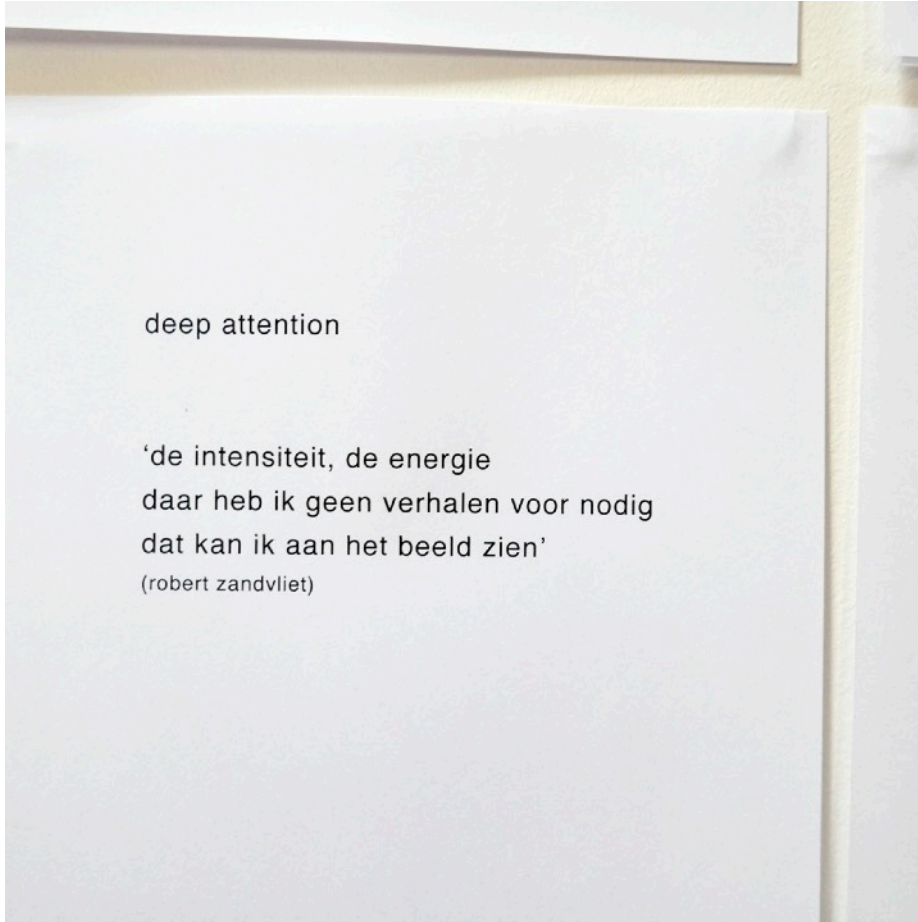 deep attention
‘de intensiteit, de energie
daar heb ik geen verhalen voor nodig
dat kan ik aan het beeld zien’
(robert zandvliet)